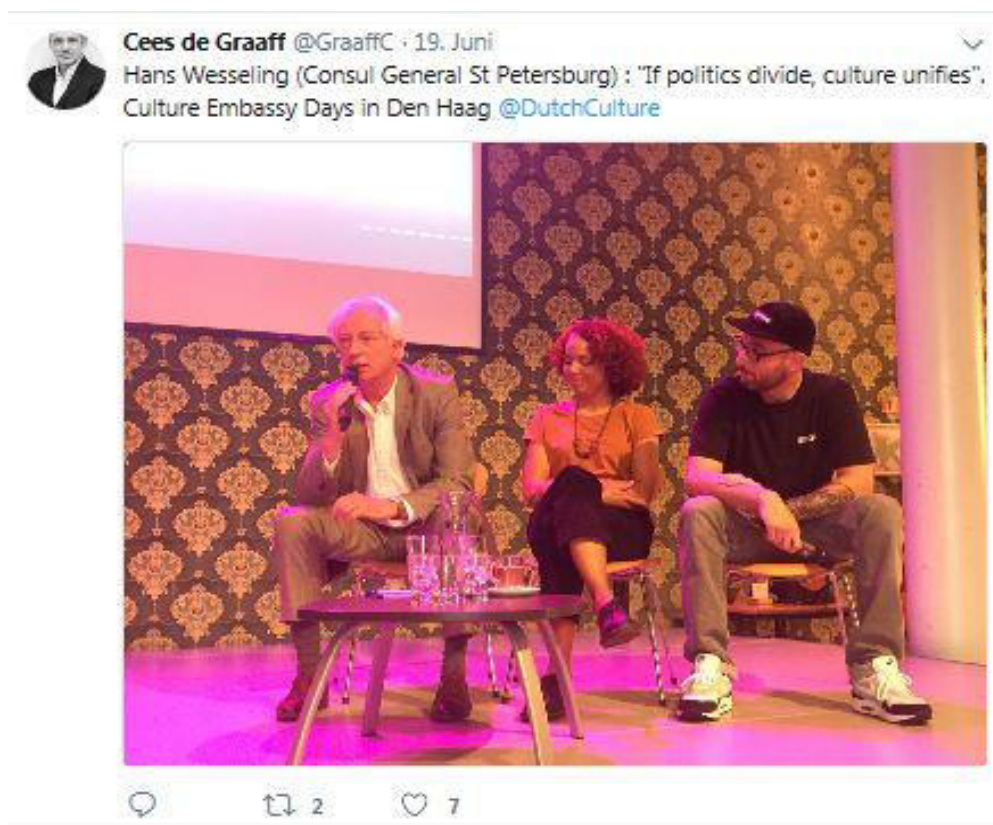 Cees de Graaff @GraaffC · 19. Juni
Hans Wesseling (Consul General St Petersburg) : "If politics divide, culture unifies".
Culture Embassy Days in Den Haag @DutchCulture
2 7